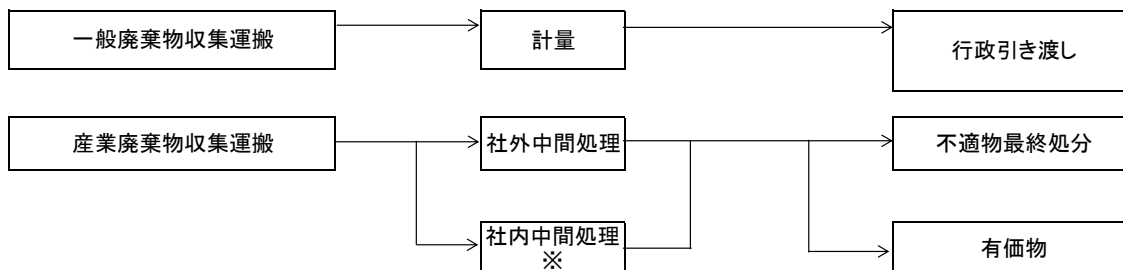 一般廃棄物収集運搬
計量
行政引き渡し
産業廃棄物収集運搬
社外中間処理
不適物最終処分
社内中間処理
※
有価物